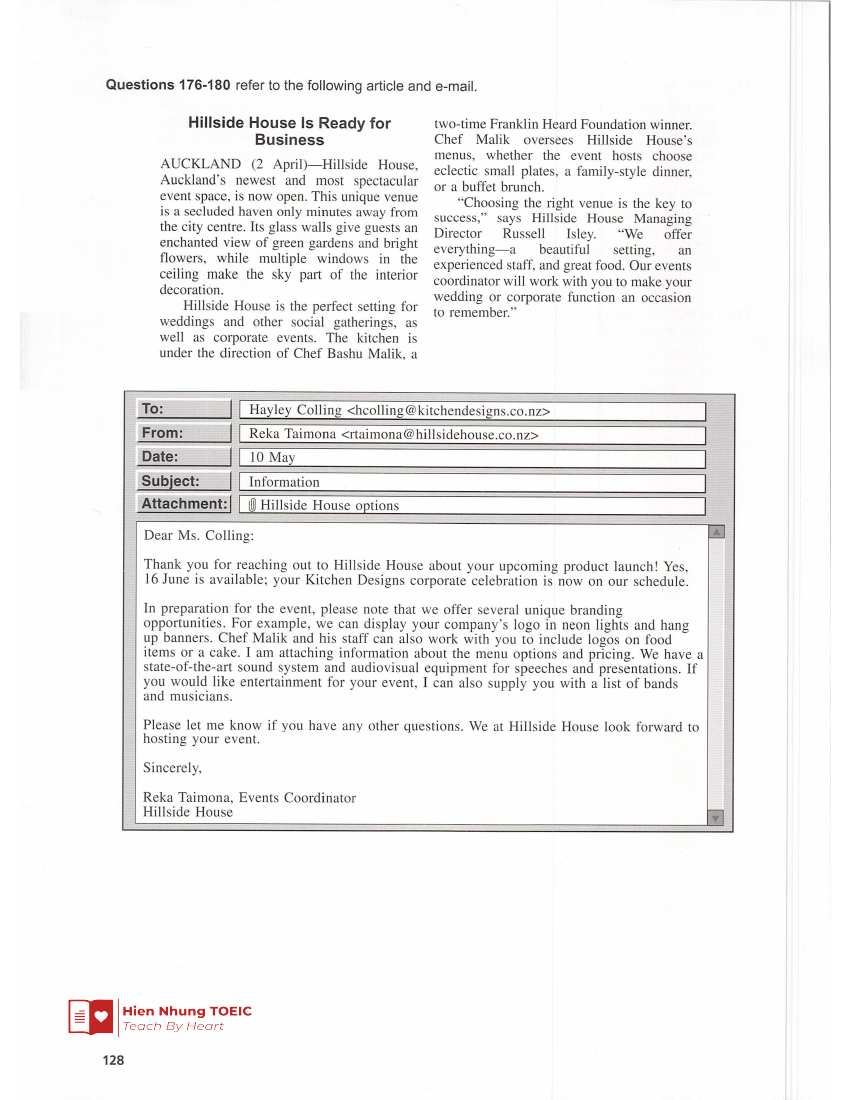 Questions 176-180 refer to the following article and e-mail.
Hillside House Is Ready for
Business
AUCKLAND (2 April)—Hillside House,
Auckland's newest and most spectacular
event space, is now open. This unique venue
is a secluded haven only minutes away from
the city centre. Its glass walls give guests an
enchanted view of green gardens and bright
flowers, while multiple windows in the
ceiling make the sky part of the interior
decoration.
Hillside House is the perfect setting for
weddings and other social gatherings, as
well as corporate events. The kitchen is
under the direction of Chef Bashu Malik, a
two-time Franklin Heard Foundation winner.
Chef Malik oversees Hillside House's
menus, whether the event hosts choose
eclectic small plates, a family-style dinner,
or a buffet brunch.
“Choosing the right venue is the key to
success,” says Hillside House Managing
Director Russell Isley. “We offer
everything—a beautiful setting, an
experienced staff, and great food. Our events
coordinator will work with you to make your
wedding or corporate function an occasion
to remember.”
To: Hayley Colling <hcolling@kitchendesigns.co.nz>
From: Reka Taimona <rtaimona@hillsidehouse.co.nz>
Date: 10 May
Subject: Information
Attachment: Hillside House options
Dear Ms. Colling:
Thank you for reaching out to Hillside House about your upcoming product launch! Yes,
16 June is available; your Kitchen Designs corporate celebration is now on our schedule.
In preparation for the event, please note that we offer several unique branding
opportunities. For example, we can display your company's logo in neon lights and hang
up banners. Chef Malik and his staff can also work with you to include logos on food
items or a cake. I am attaching information about the menu options and pricing. We have a
state-of-the-art sound system and audiovisual equipment for speeches and presentations. If
you would like entertainment for your event, I can also supply you with a list of bands
and musicians.
Please let me know if you have any other questions. We at Hillside House look forward to
hosting your event.
Sincerely,
Reka Taimona, Events Coordinator
Hillside House
Hien Nhung TOEIC
Teach By Heart
128